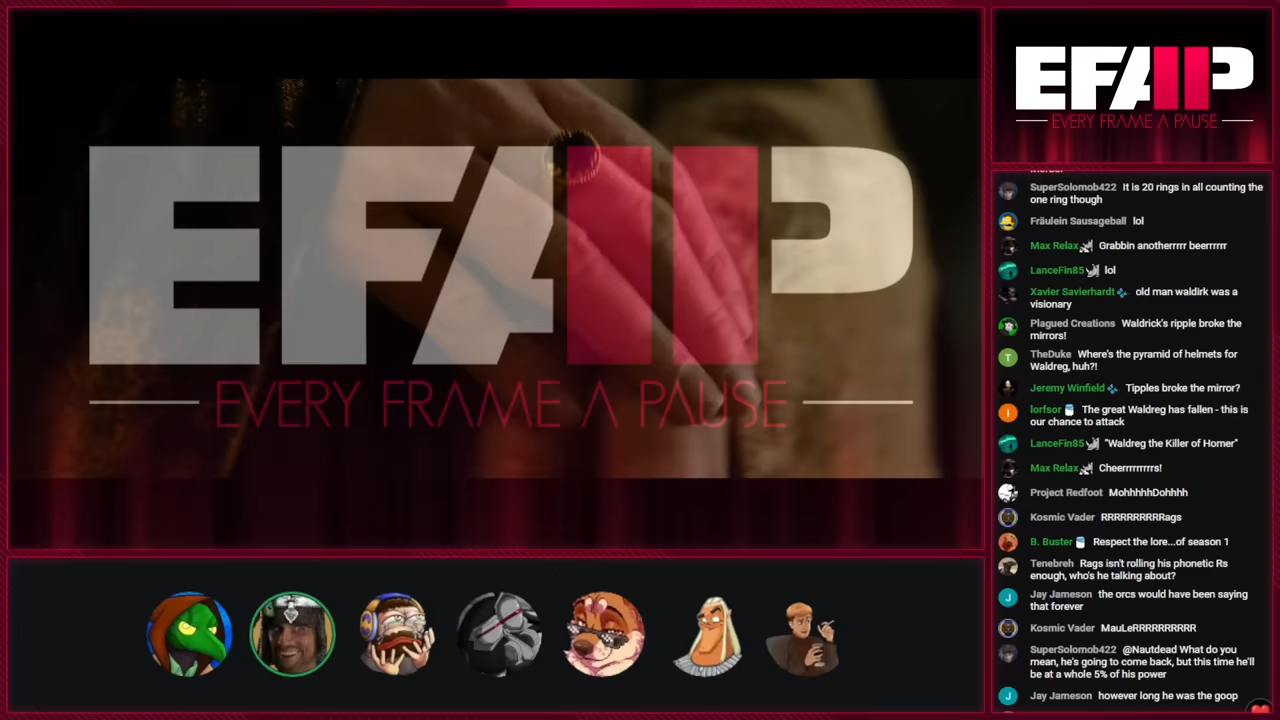 EFAP
EVERY FRAME A PAUSE
EFAP
EVERY FRAME A PAUSE
SuperSolomob422 It is 20 rings in all counting the
one ring though
Fräulein Sausageball lol
Max Relax Grabbin anotherrrrr beerrrrrr
LanceFin85 lol
Xavier Savierhardt old man waldirk was a
visionary
Plagued Creations Waldrick's ripple broke the
mirrors!
T TheDuke Where's the pyramid of helmets for
Waldreg, huh?!
Jeremy Winfield Tipples broke the mirror?
I lorfsor The great Waldreg has fallen - this is
our chance to attack
LanceFin85 "Waldreg the Killer of Homer"
Max Relax Cheerrrrrrrrs!
Project Redfoot MohhhhhDohhhh
Kosmic Vader RRRRRRRRRRags
B. Buster Respect the lore...of season 1
Tenebreh Rags isn't rolling his phonetic Rs
enough, who's he talking about?
J Jay Jameson the orcs would have been saying
that forever
Kosmic Vader MauLeRRRRRRRRRR
SuperSolomob422 @Nautdead What do you
mean, he's going to come back, but this time he'll
be at a whole 5% of his power
J Jay Jameson however long he was the goop